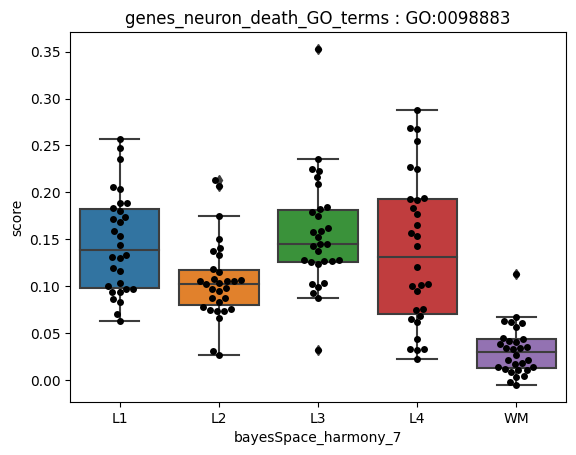 genes_neuron_death_GO_terms : GO:0098883
0.35
0.30
0.25
0.20
0.15
0.10
0.05
0.00
score
L1 L2 L3 L4 WM
bayesSpace_harmony_7